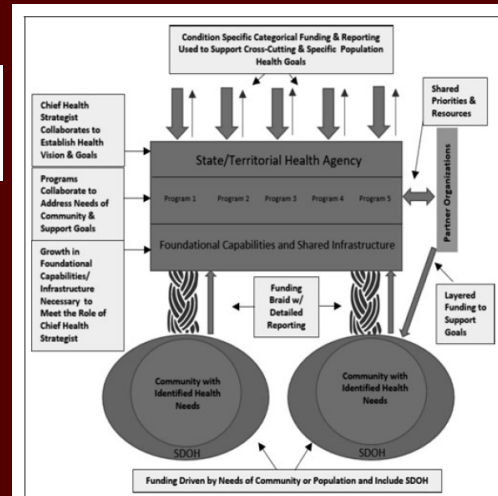 Condition Specific Categorical Funding & Reporting
Used to Support Cross-Cutting & Specific Population
Health Goals
Shared
Priorities &
Resources
Chief Health
Strategist
Collaborates to
Establish Health
Vision & Goals
State/Territorial Health Agency
Programs
Collaborate to
Address Needs of
Community &
Support Goals
Program 1
Program 2
Program 3
Program 4
Program 5
Partner Organizations
Foundational Capabilities and Shared Infrastructure
Growth in
Foundational
Capabilities/
Infrastructure
Necessary to
Meet the Role of
Chief Health
Strategist
Funding
Braid w/
Detailed
Reporting
Layered
Funding to
Support
Goals
Community with
Identified Health
Needs
SDOH
Community with
Identified Health
Needs
SDOH
Funding Driven by Needs of Community or Population and Include SDOH